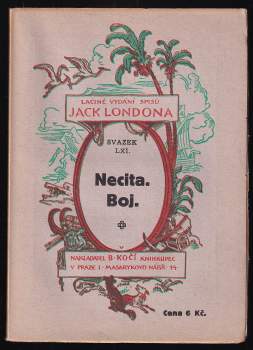 LACINÉ VYDÁNÍ SPISŮ
JACK LONDONA
SVAZEK
LXI.
Necita.
Boj.
NAKLADATEL B. KOČÍ KNIHKUPEC
V PRAZE I - MASARYKOVO NÁBŘ. 14
Cena 6 Kč.